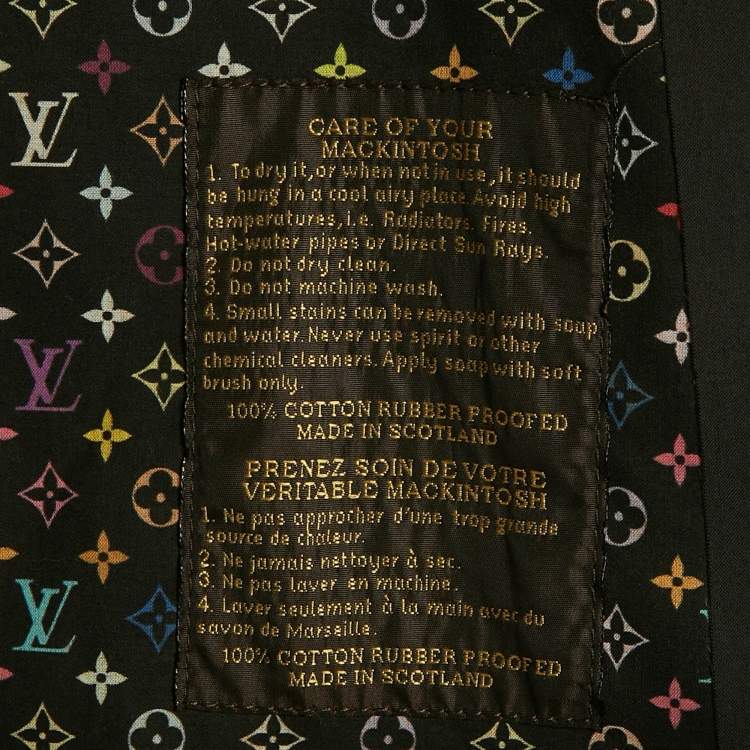 CARE OF YOUR
MACKINTOSH
1. To dry it, or when not in use, it should
be hung in a cool airy place Avoid high
temperatures, i.e. Radiators. Fires.
Hot-water pipes or Direct Sun Rays.
2. Do not dry clean.
3. Do not machine wash.
4. Small stains can be removed with soap
and water. Never use spirit or other
chemical cleaners. Apply soap with soft
brush only.
100% COTTON RUBBER PROOFED
MADE IN SCOTLAND
PRENEZ SOIN DE VOTRE
VERITABLE MACKINTOSH
1. Ne pas approcher d'une trop grande
source de chaleur.
2. Ne jamais nettoyer à sec.
3. Ne pas laver en machine.
4. Laver seulement à la main avec du
savon de Marseille.
100% COTTON RUBBER PROOFED
MADE IN SCOTLAND
LV
LV
LV